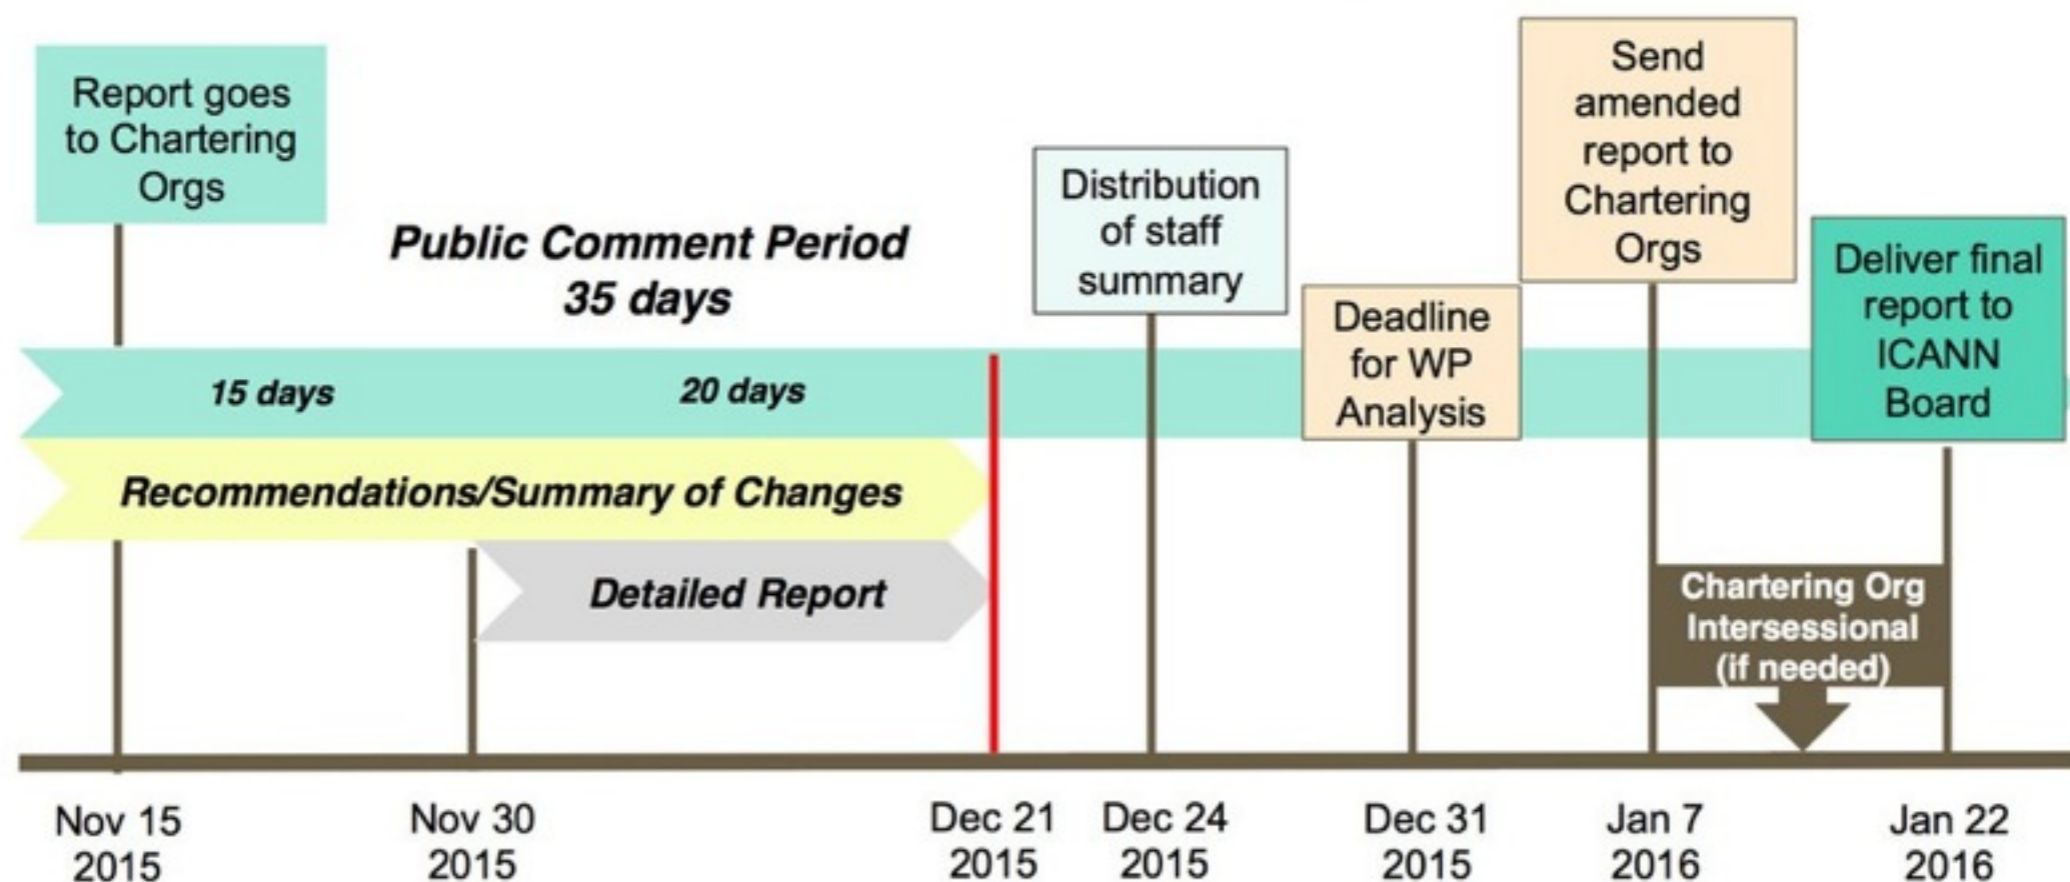 Report goes
to Chartering
Orgs
Public Comment Period
35 days
Distribution
of staff
summary
Deadline
for WP
Analysis
Send
amended
report to
Chartering
Orgs
Deliver final
report to
ICANN
Board
15 days
20 days
Recommendations/Summary of Changes
Detailed Report
Chartering Org
Intersessional
(if needed)
Nov 15
2015
Nov 30
2015
Dec 21
2015
Dec 24
2015
Dec 31
2015
Jan 7
2016
Jan 22
2016